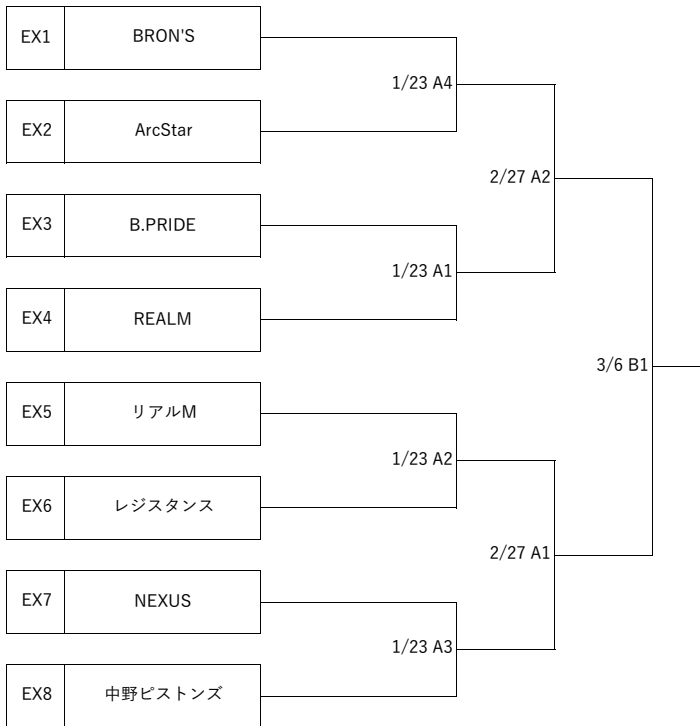 EX1 BRON'S
1/23 A4
EX2 ArcStar
2/27 A2
EX3 B.PRIDE
1/23 A1
EX4 REALM
3/6 B1
EX5 リアルM
1/23 A2
EX6 レジスタンス
2/27 A1
EX7 NEXUS
1/23 A3
EX8 中野ピストンズ